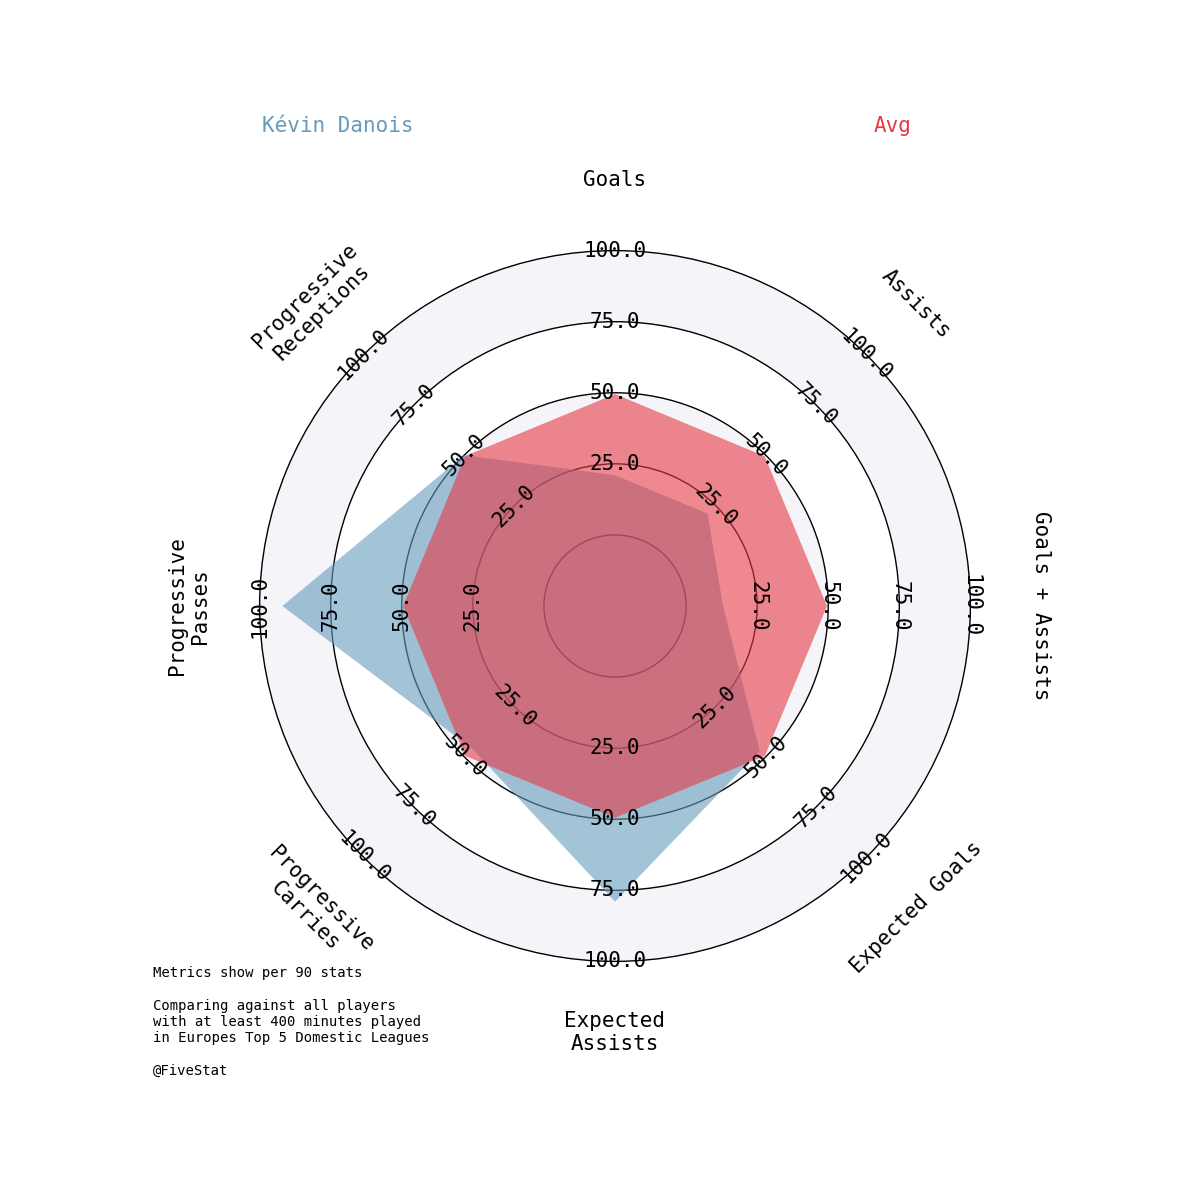 Kévin Danois
Avg
Goals
Assists
Goals + Assists
Expected Goals
Expected
Assists
Progressive
Carries
Progressive
Passes
Progressive
Receptions
25.0
50.0
75.0
100.0
25.0
50.0
75.0
100.0
25.0
50.0
75.0
100.0
25.0
50.0
75.0
100.0
25.0
50.0
75.0
100.0
25.0
50.0
75.0
100.0
25.0
50.0
75.0
100.0
25.0
50.0
75.0
100.0
Metrics show per 90 stats
Comparing against all players
with at least 400 minutes played
in Europes Top 5 Domestic Leagues
@FiveStat